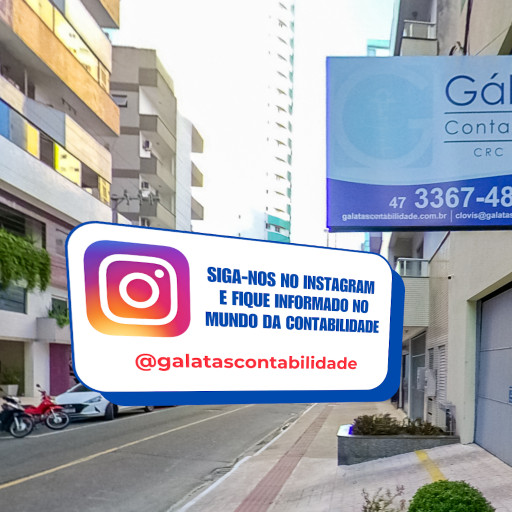 Gál
Conta
CRC
47 3367-48
galatascontabilidade.com.br | clovis@galatas
SIGA-NOS NO INSTAGRAM
E FIQUE INFORMADO NO
MUNDO DA CONTABILIDADE
@galatascontabilidade